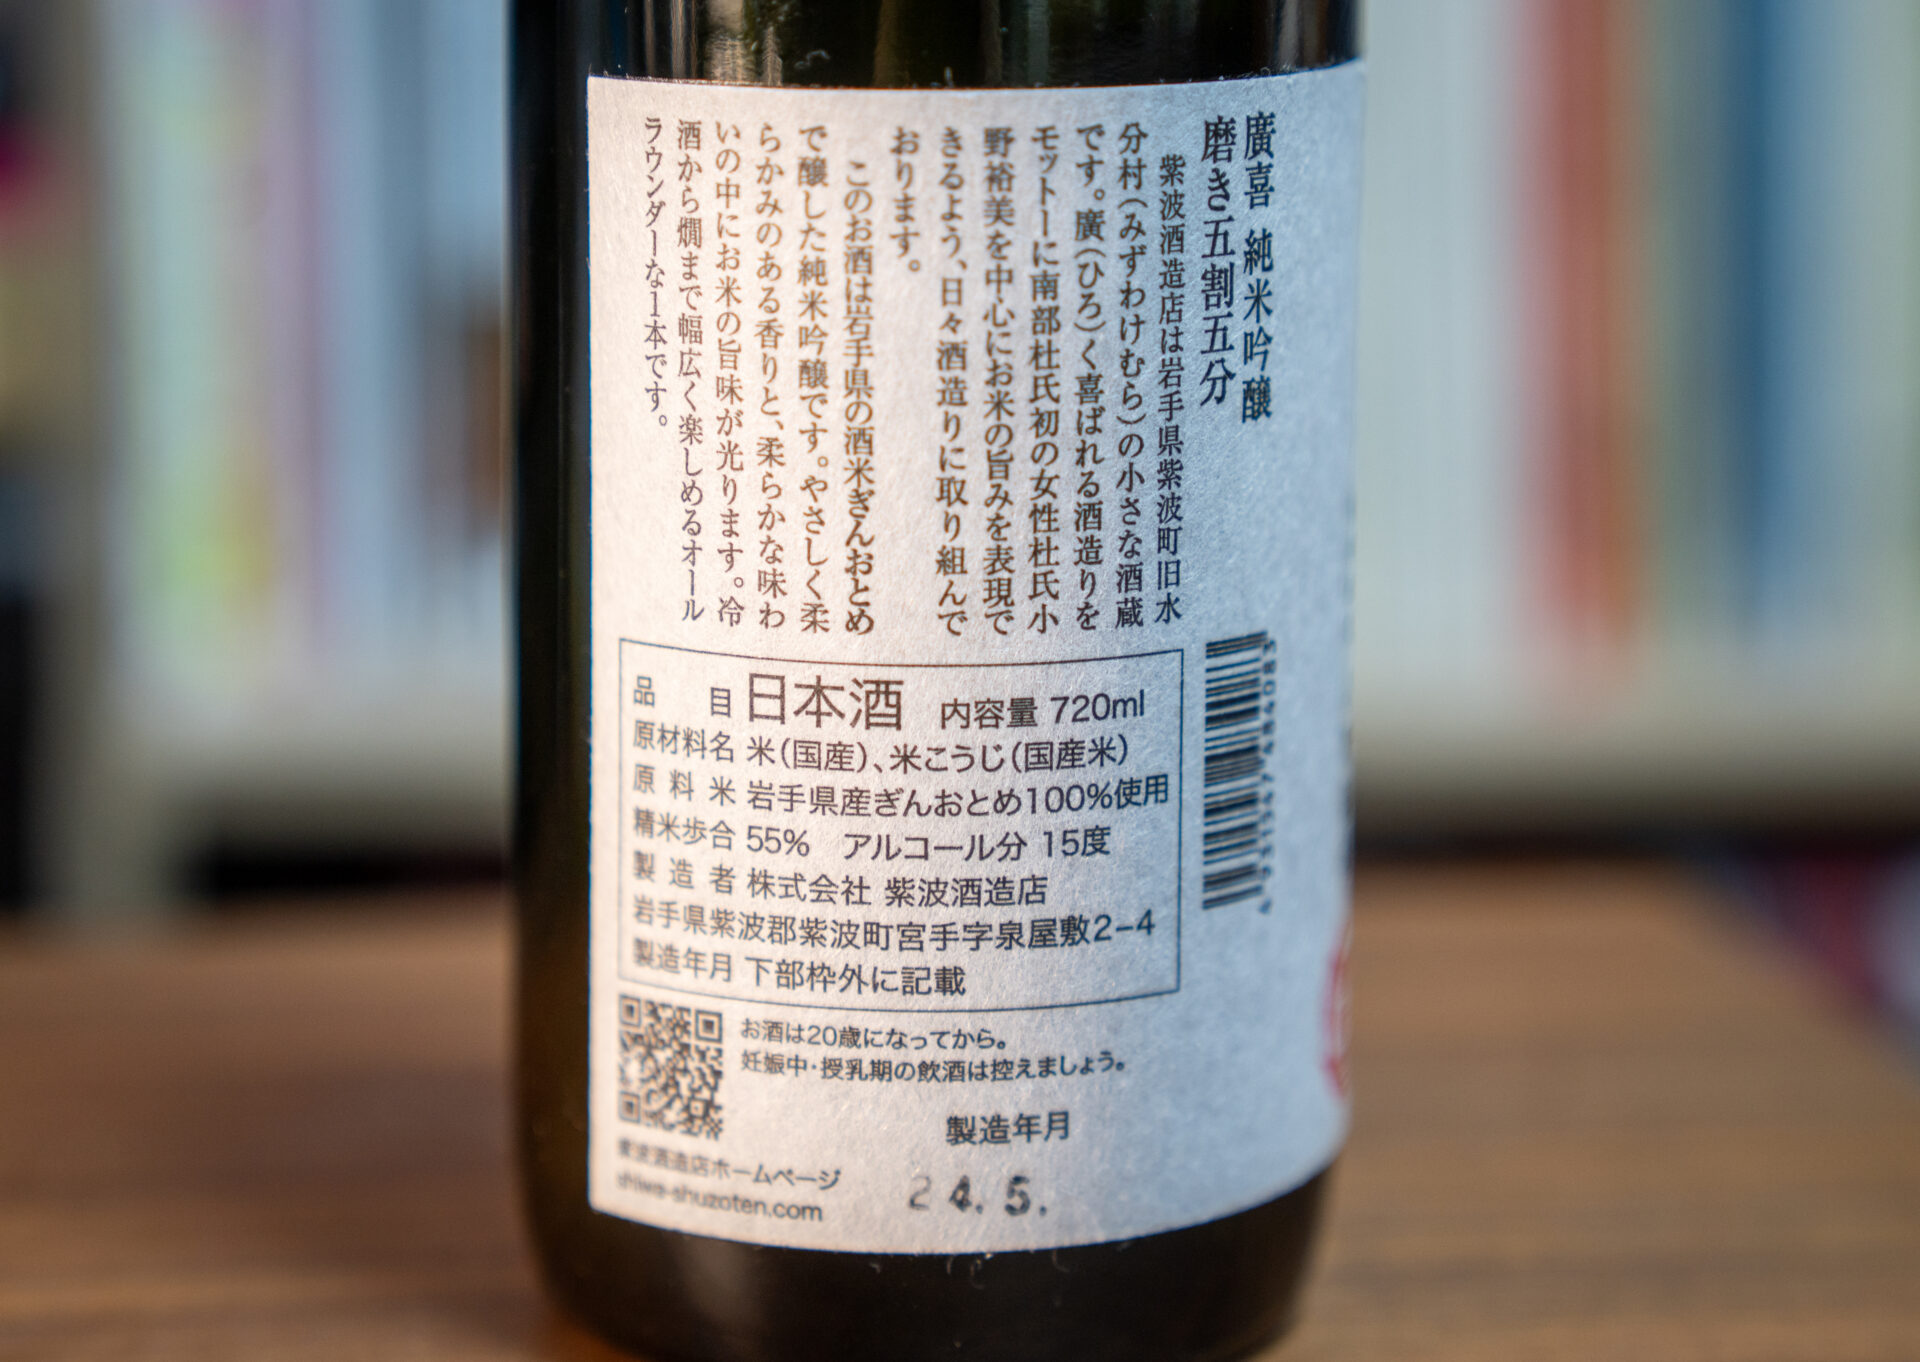 廣喜 純米吟醸
磨き五割五分
紫波酒造店は岩手県紫波町旧水
分村(みずわけむら)の小さな酒蔵
です。廣(ひろ)く喜ばれる酒造りを
モットーに南部杜氏初の女性杜氏小
野裕美を中心にお米の旨みを表現で
きるよう、日々酒造りに取り組んで
おります。
このお酒は岩手県の酒米ぎんおとめ
で醸した純米吟醸です。やさしく柔
らかみのある香りと、柔らかな味わ
いの中にお米の旨味が光ります。冷
酒から燗まで幅広く楽しめるオール
ラウンダーな1本です。
品目 日本酒 内容量 720ml
原材料名 米(国産)、米こうじ(国産米)
原料米 岩手県産ぎんおとめ100%使用
精米歩合 55% アルコール分 15度
製造者 株式会社 紫波酒造店
岩手県紫波郡紫波町宮手字泉屋敷2-4
製造年月 下部枠外に記載
お酒は20歳になってから。
妊娠中・授乳期の飲酒は控えましょう。
製造年月
24.5.
紫波酒造店ホームページ
shiwa-shuzoten.com